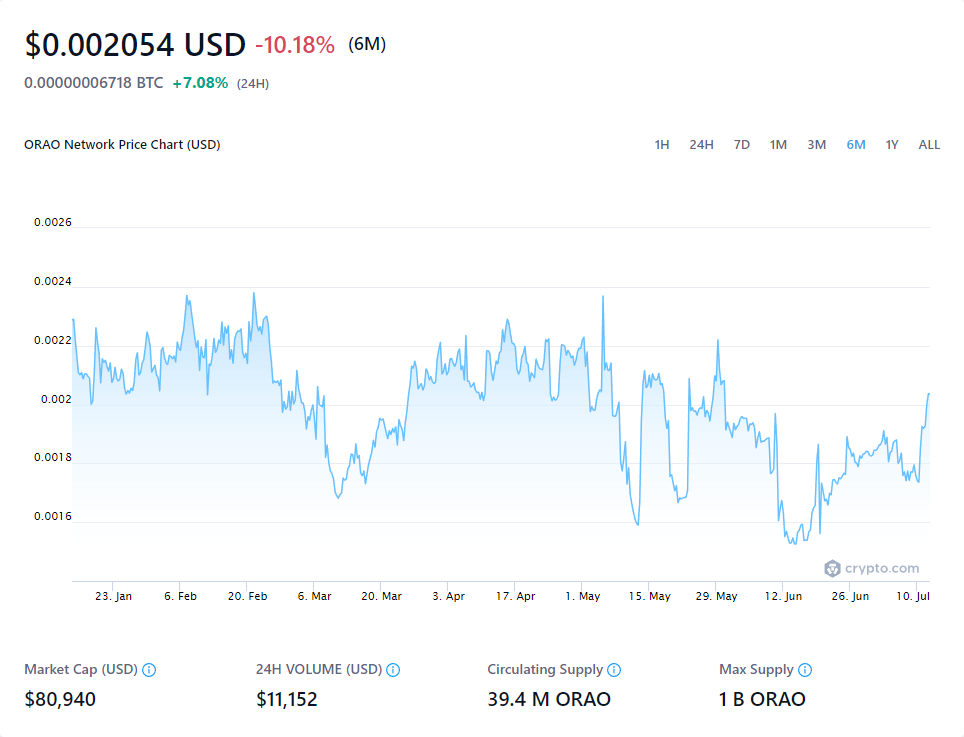 $0.002054 USD -10.18% (6M)
0.00000006718 BTC +7.08% (24H)
ORAO Network Price Chart (USD) 1H 24H 7D 1M 3M 6M 1Y ALL
0.0026
0.0024
0.0022
0.002
0.0018
0.0016
crypto.com
23. Jan 6. Feb 20. Feb 6. Mar 20. Mar 3. Apr 17. Apr 1. May 15. May 29. May 12. Jun 26. Jun 10. Jul
Market Cap (USD) 24H VOLUME (USD) Circulating Supply Max Supply
$80,940 $11,152 39.4 M ORAO 1 B ORAO